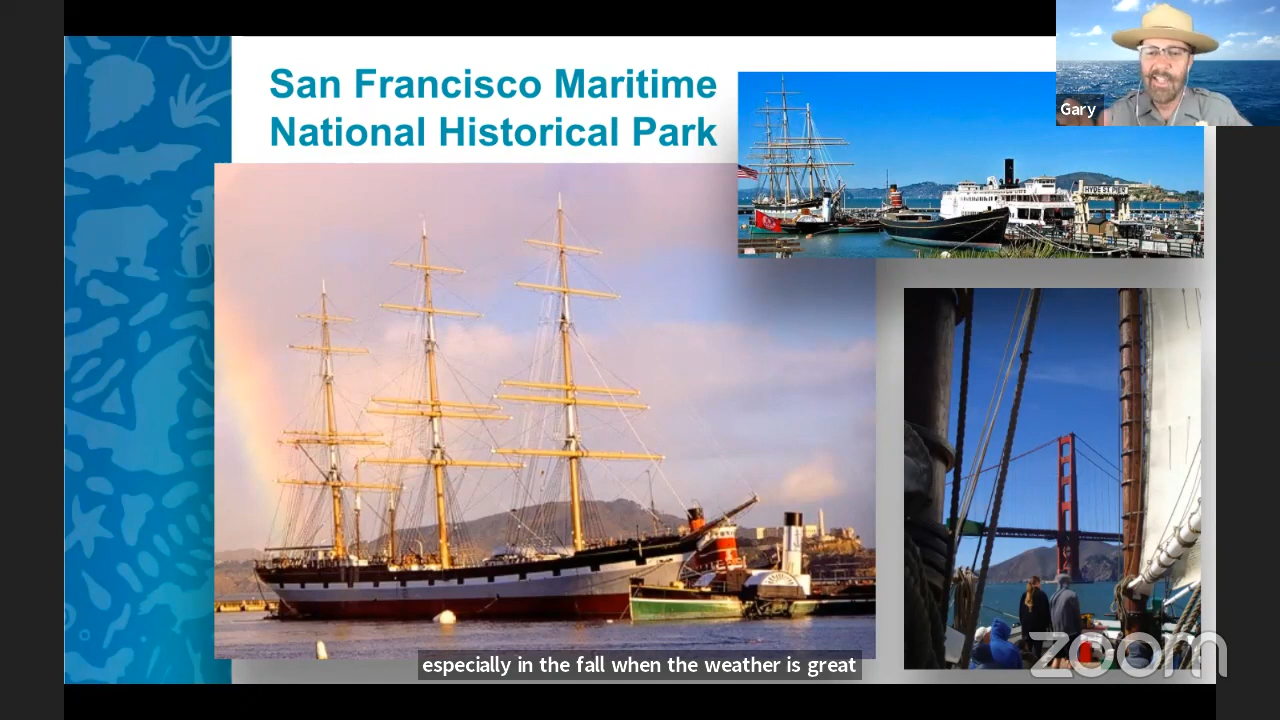 San Francisco Maritime
National Historical Park
Gary
HYDE ST. PIER
especially in the fall when the weather is great
zoom